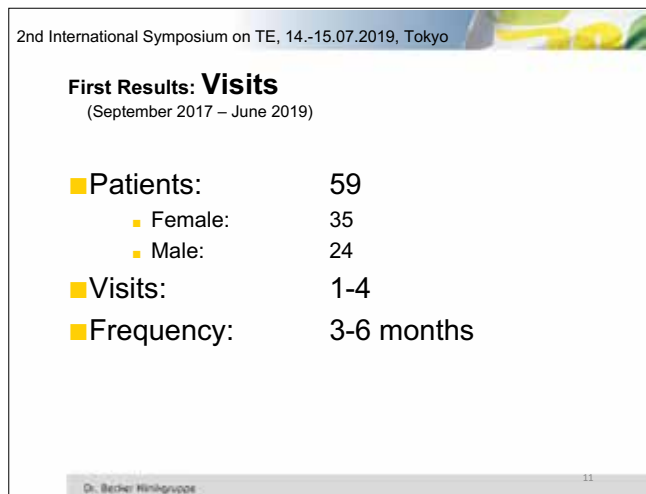 2nd International Symposium on TE, 14.-15.07.2019, Tokyo
First Results: Visits
(September 2017 – June 2019)
■Patients: 59
■ Female: 35
■ Male: 24
■Visits: 1-4
■Frequency: 3-6 months
11
Dr. Becker Klinikgruppe